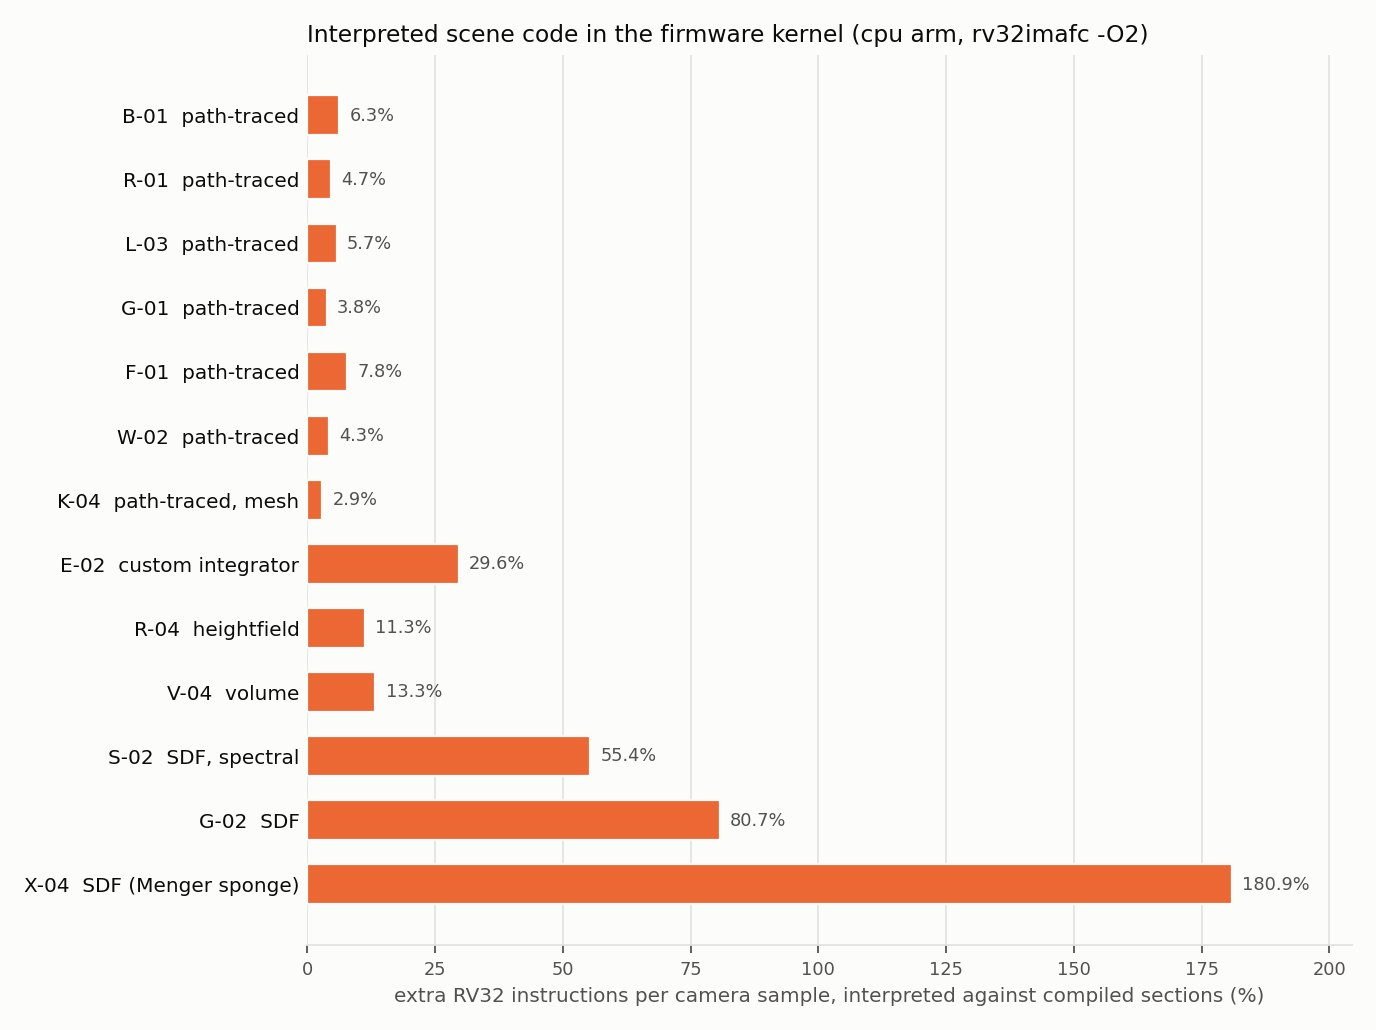 Interpreted scene code in the firmware kernel (cpu arm, rv32imafc -O2)
B-01  path-traced 6.3%
R-01  path-traced 4.7%
L-03  path-traced 5.7%
G-01  path-traced 3.8%
F-01  path-traced 7.8%
W-02  path-traced 4.3%
K-04  path-traced, mesh 2.9%
E-02  custom integrator 29.6%
R-04  heightfield 11.3%
V-04  volume 13.3%
S-02  SDF, spectral 55.4%
G-02  SDF 80.7%
X-04  SDF (Menger sponge) 180.9%
0 25 50 75 100 125 150 175 200
extra RV32 instructions per camera sample, interpreted against compiled sections (%)